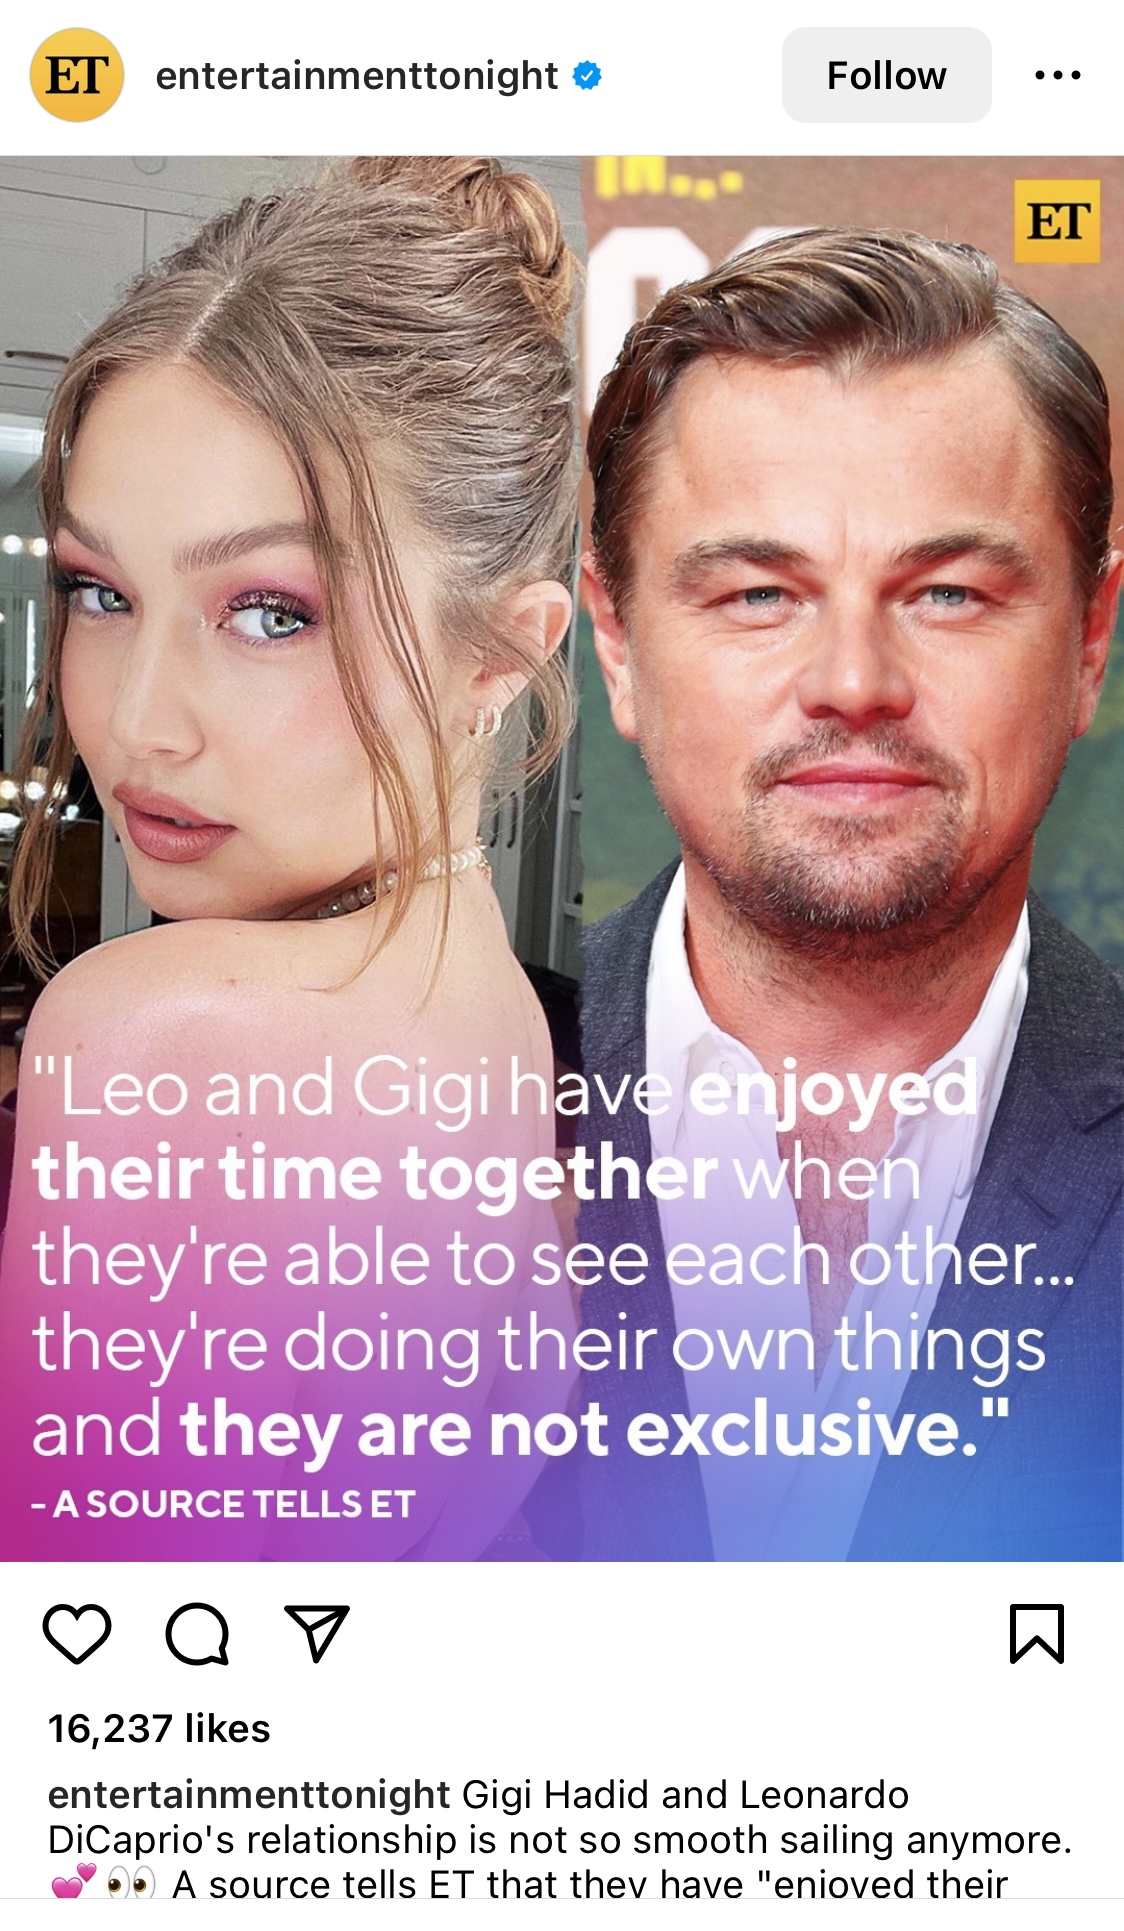 ET
entertainmenttonight
Follow
IN...
ET
"Leo and Gigi have enjoyed
their time together when
they're able to see each other...
they're doing their own things
and they are not exclusive."
- A SOURCE TELLS ET
16,237 likes
entertainmenttonight Gigi Hadid and Leonardo
DiCaprio's relationship is not so smooth sailing anymore.
💕 👀 A source tells ET that they have "enjoyed their